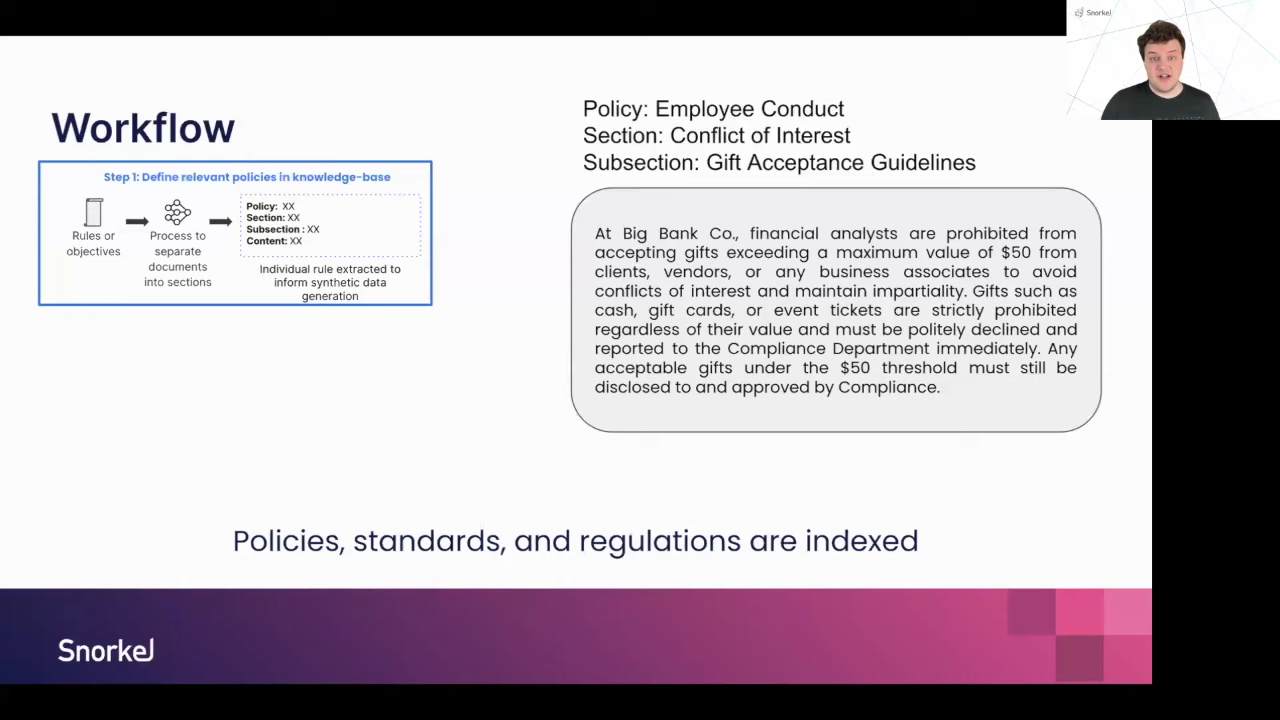 Snorkel
Workflow
Step 1: Define relevant policies in knowledge-base
Rules or
objectives
Process to
separate
documents
into sections
Policy: XX
Section: XX
Subsection : XX
Content: XX
Individual rule extracted to
inform synthetic data
generation
Policy: Employee Conduct
Section: Conflict of Interest
Subsection: Gift Acceptance Guidelines
At Big Bank Co., financial analysts are prohibited from
accepting gifts exceeding a maximum value of $50 from
clients, vendors, or any business associates to avoid
conflicts of interest and maintain impartiality. Gifts such as
cash, gift cards, or event tickets are strictly prohibited
regardless of their value and must be politely declined and
reported to the Compliance Department immediately. Any
acceptable gifts under the $50 threshold must still be
disclosed to and approved by Compliance.
Policies, standards, and regulations are indexed
Snorkel